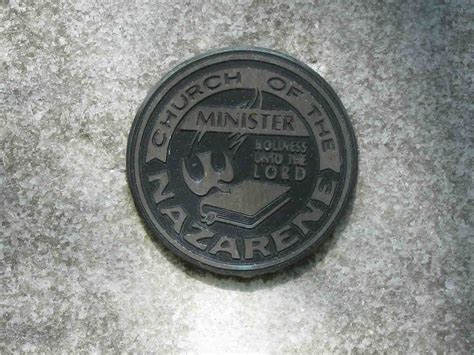 CHURCH OF THE
MINISTER
HOLINESS
UNTO THE
LORD
NAZARENE